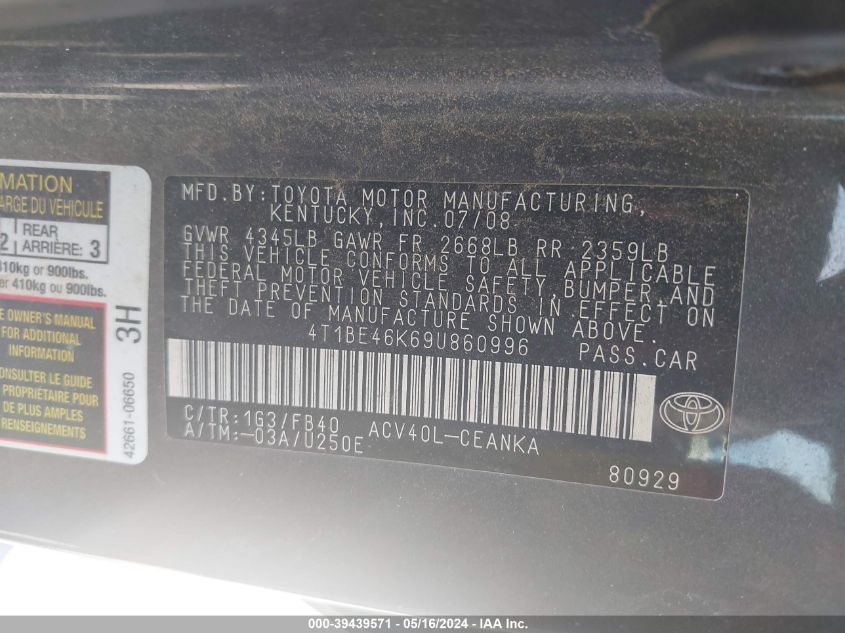 MATION
ARGE DU VÉHICULE
2 REAR ARRIÈRE: 3
810kg or 900lbs.
er 410kg ou 900lbs.
E OWNER'S MANUAL
FOR ADDITIONAL
INFORMATION
CONSULTER LE GUIDE
PROPRIETAIRE POUR
DE PLUS AMPLES
RENSEIGNEMENTS
3H
42661-06650
MFD.BY:TOYOTA MOTOR MANUFACTURING,
KENTUCKY,INC.07/08
GVWR 4345LB GAWR FR 2668LB RR 2359LB
THIS VEHICLE CONFORMS TO ALL APPLICABLE
FEDERAL MOTOR VEHICLE SAFETY,BUMPER,AND
THEFT PREVENTION STANDARDS IN EFFECT ON
THE DATE OF MANUFACTURE SHOWN ABOVE.
4T1BE46K69U860996 PASS.CAR
C/TR:1G3/FB40 ACV40L-CEANKA
A/TM:-03A/U250E
80929
00-39439571 - 05/16/2024 - IAA Inc.